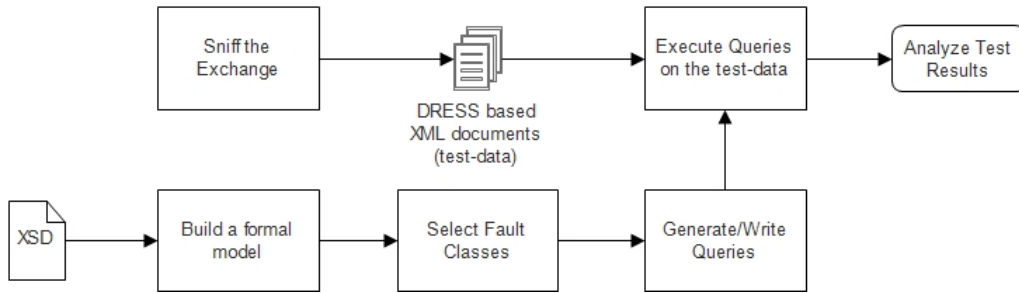 Sniff the
Exchange
DRESS based
XML documents
(test-data)
Execute Queries
on the test-data
Analyze Test
Results
XSD
Build a formal
model
Select Fault
Classes
Generate/Write
Queries